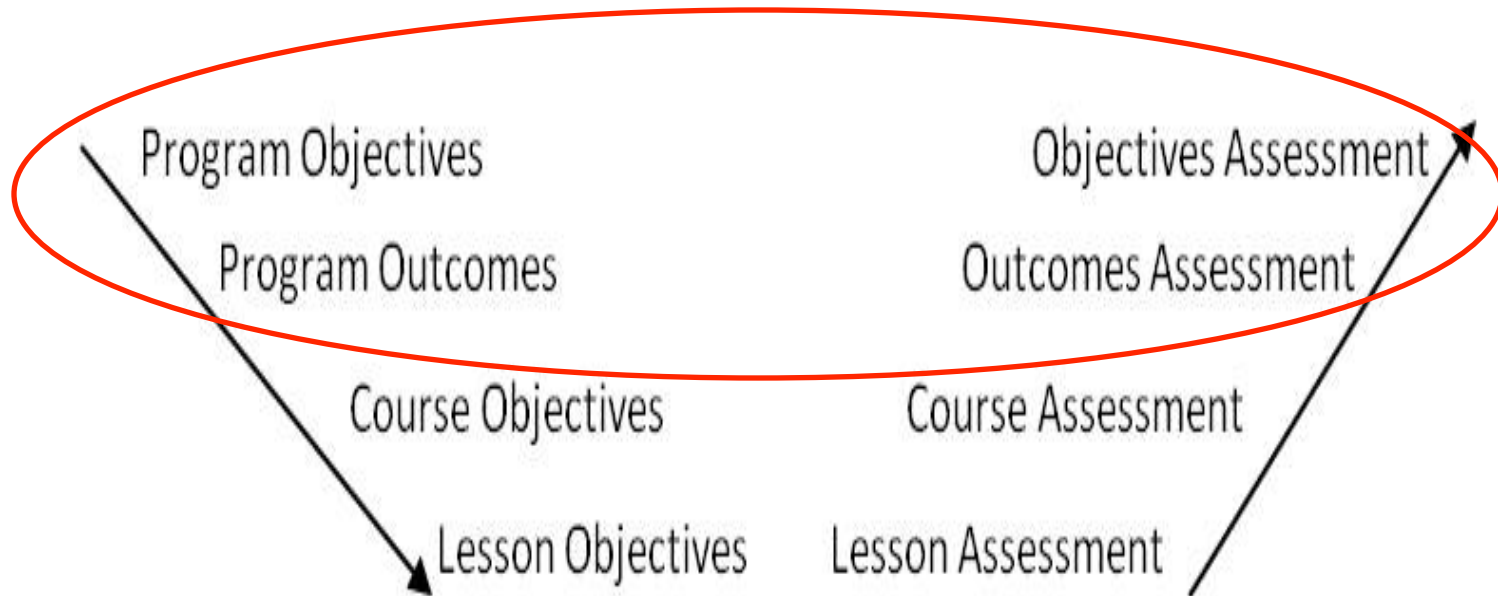 Program Objectives Objectives Assessment
Program Outcomes Outcomes Assessment
Course Objectives Course Assessment
Lesson Objectives Lesson Assessment